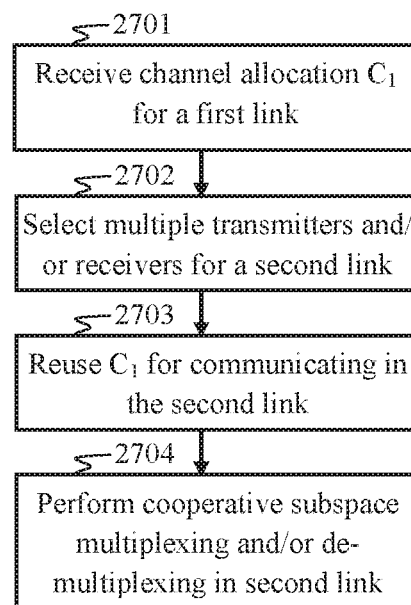 2701
Receive channel allocation C₁
for a first link
2702
Select multiple transmitters and/
or receivers for a second link
2703
Reuse C₁ for communicating in
the second link
2704
Perform cooperative subspace
multiplexing and/or de-
multiplexing in second link